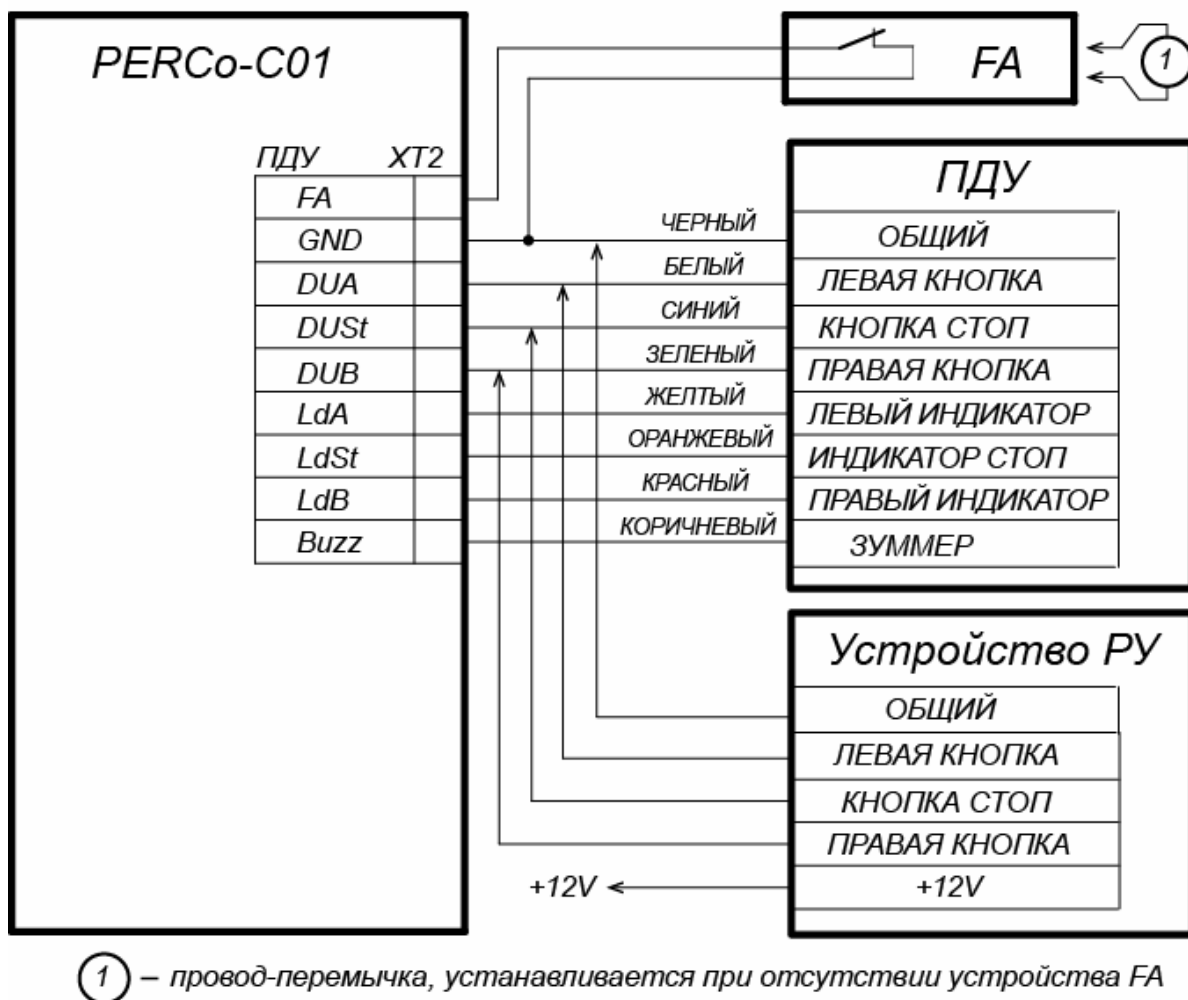 PERCo-C01
FA
1
ПДУ XT2
FA
GND
DUA
DUSt
DUB
LdA
LdSt
LdB
Buzz
ЧЕРНЫЙ
БЕЛЫЙ
СИНИЙ
ЗЕЛЕНЫЙ
ЖЕЛТЫЙ
ОРАНЖЕВЫЙ
КРАСНЫЙ
КОРИЧНЕВЫЙ
ПДУ
ОБЩИЙ
ЛЕВАЯ КНОПКА
КНОПКА СТОП
ПРАВАЯ КНОПКА
ЛЕВЫЙ ИНДИКАТОР
ИНДИКАТОР СТОП
ПРАВЫЙ ИНДИКАТОР
ЗУММЕР
Устройство РУ
ОБЩИЙ
ЛЕВАЯ КНОПКА
КНОПКА СТОП
ПРАВАЯ КНОПКА
+12V
+12V
1 – провод-перемычка, устанавливается при отсутствии устройства FA